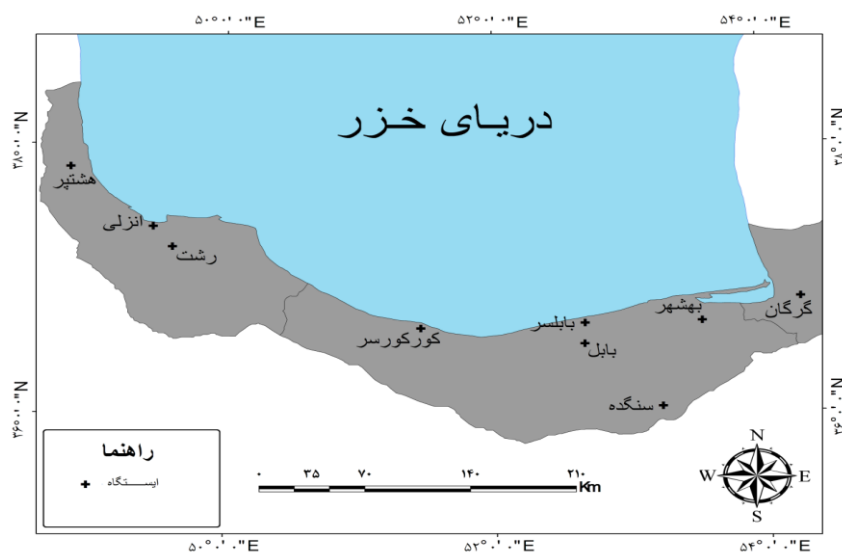 ۵۰°۰'۰"E
۵۲°۰'۰"E
۵۴°۰'۰"E
۳۸°۰'۰"N
۳۸°۰'۰"N
دریای خزر
هشتپر
انزلی
رشت
کورکورسر
بابلسر
بابل
بهشهر
گرگان
سنگده
۳۶°۰'۰"N
۳۶°۰'۰"N
راهنما
ایستگاه
۰ ۳۵ ۷۰ ۱۴۰ ۲۱۰
Km
N
W E
S
۵۰°۰'۰"E
۵۲°۰'۰"E
۵۴°۰'۰"E